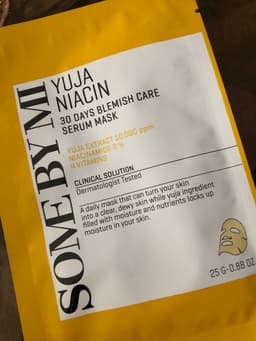 SOME BY MI
YUJA
NIACIN
30 DAYS BLEMISH CARE
SERUM MASK
YUJA EXTRACT 10,000 ppm
NIACINAMIDE 2%
11 VITAMINS
CLINICAL SOLUTION
Dermatologist Tested
A daily mask that can turn your skin
into a clear, dewy skin while yuja ingredient
filled with moisture and nutrients locks up
moisture in your skin.
25 G-0.88 OZ